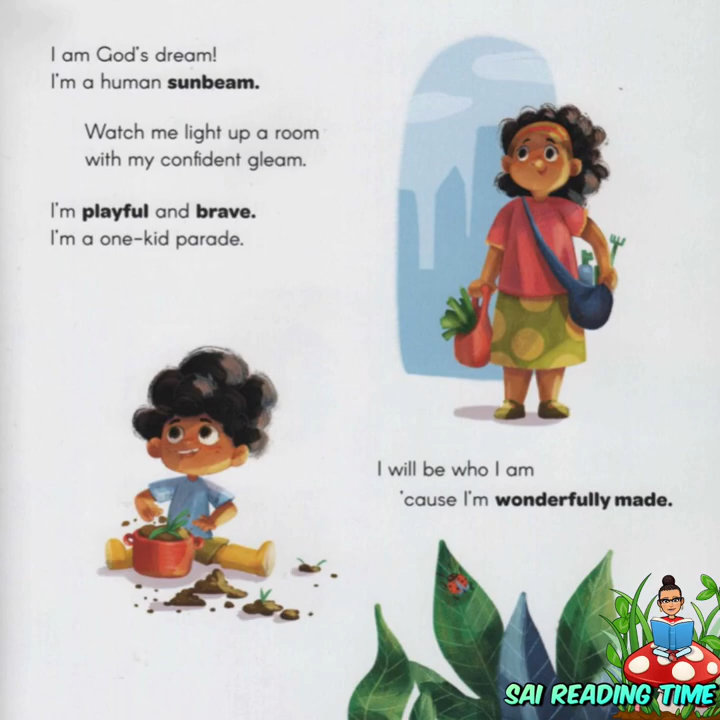 I am God's dream!
I'm a human sunbeam.
Watch me light up a room
with my confident gleam.
I'm playful and brave.
I'm a one-kid parade.
I will be who I am
'cause I'm wonderfully made.
SAI READING TIME